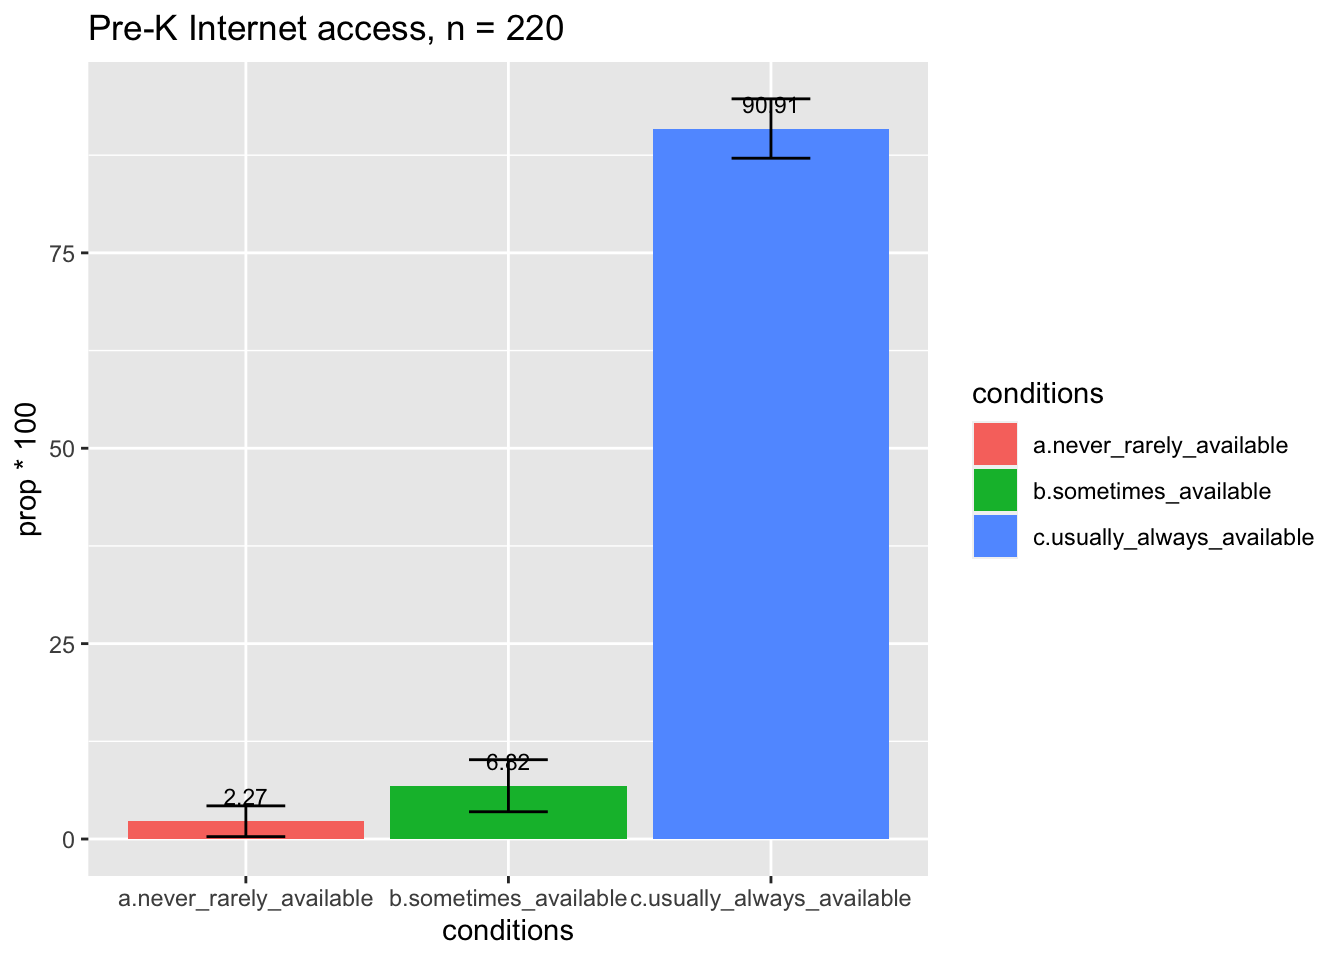 Pre-K Internet access, n = 220
90.91
6.82
2.27
75
50
25
0
prop * 100
a.never_rarely_available
b.sometimes_available
c.usually_always_available
conditions
conditions
a.never_rarely_available
b.sometimes_available
c.usually_always_available